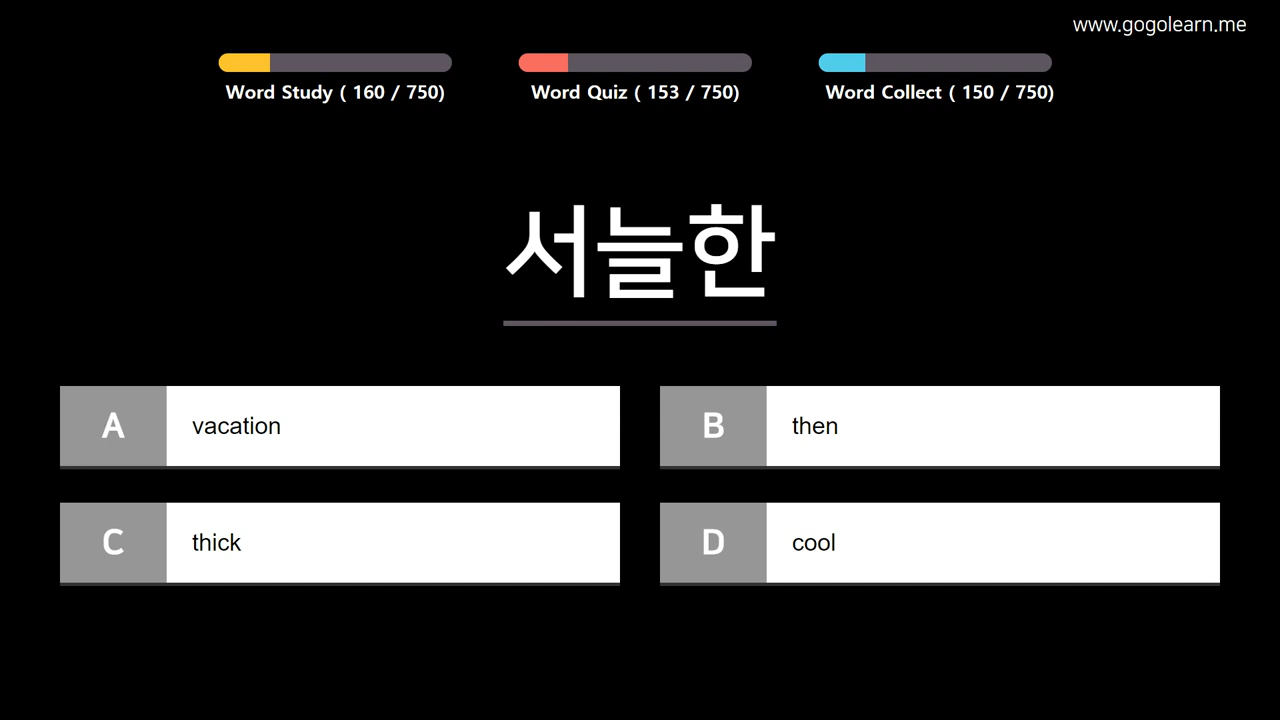 www.gogolearn.me
Word Study ( 160 / 750)
Word Quiz ( 153 / 750)
Word Collect ( 150 / 750)
서늘한
A vacation
B then
C thick
D cool